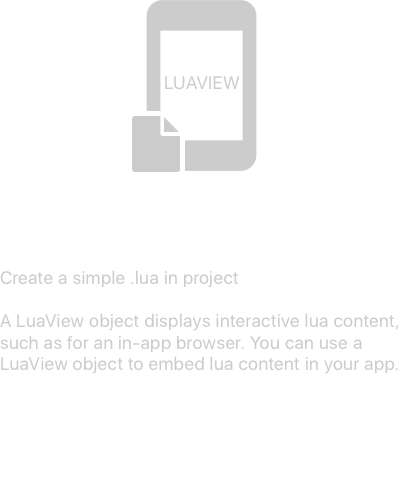 LUAVIEW
Create a simple .lua in project
A LuaView object displays interactive lua content,
such as for an in-app browser. You can use a
LuaView object to embed lua content in your app.